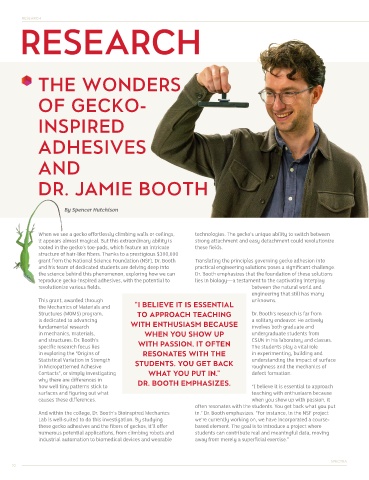 RESEARCH
RESEARCH
THE WONDERS
OF GECKO-
INSPIRED
ADHESIVES
AND
DR. JAMIE BOOTH
By Spencer Hutchison
When we see a gecko effortlessly climbing walls or ceilings,
it appears almost magical. But this extraordinary ability is
rooted in the gecko's toe-pads, which feature an intricate
structure of hair-like fibers. Thanks to a prestigious $200,000
grant from the National Science Foundation (NSF), Dr. Booth
and his team of dedicated students are delving deep into
the science behind this phenomenon, exploring how we can
reproduce gecko-inspired adhesives, with the potential to
revolutionize various fields.
This grant, awarded through
the Mechanics of Materials and
Structures (MOMS) program,
is dedicated to advancing
fundamental research
in mechanics, materials,
and structures. Dr. Booth's
specific research focus lies
in exploring the "Origins of
Statistical Variation in Strength
in Micropatterned Adhesive
Contacts", or simply investigating
why there are differences in
how well tiny patterns stick to
surfaces and figuring out what
causes these differences.
And within the college, Dr. Booth's Bioinspired Mechanics
Lab is well-suited to do this investigation. By studying
these gecko adhesives and the fibers of geckos, it'll offer
numerous potential applications, from climbing robots and
industrial automation to biomedical devices and wearable
"I BELIEVE IT IS ESSENTIAL
TO APPROACH TEACHING
WITH ENTHUSIASM BECAUSE
WHEN YOU SHOW UP
WITH PASSION, IT OFTEN
RESONATES WITH THE
STUDENTS. YOU GET BACK
WHAT YOU PUT IN,"
DR. BOOTH EMPHASIZES.
technologies. The gecko's unique ability to switch between
strong attachment and easy detachment could revolutionize
these fields.
Translating the principles governing gecko adhesion into
practical engineering solutions poses a significant challenge.
Dr. Booth emphasizes that the foundation of these solutions
lies in biology—a testament to the captivating interplay
between the natural world and
engineering that still has many
unknowns.
Dr. Booth's research is far from
a solitary endeavor. He actively
involves both graduate and
undergraduate students from
CSUN in his laboratory and classes.
The students play a vital role
in experimenting, building and
understanding the impact of surface
roughness and the mechanics of
defect formation.
"I believe it is essential to approach
teaching with enthusiasm because
when you show up with passion, it
often resonates with the students. You get back what you put
in," Dr. Booth emphasizes. "For instance, in the NSF project
we're currently working on, we have incorporated a course-
based element. The goal is to introduce a project where
students can contribute real and meaningful data, moving
away from merely a superficial exercise."